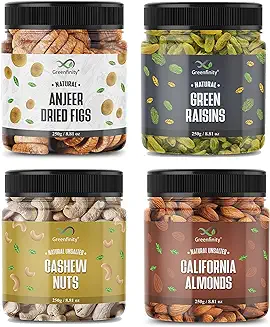 Greenfinity
NATURAL
ANJEER
DRIED FIGS
250g / 8.81 oz
Greenfinity
NATURAL
GREEN
RAISINS
250g / 8.81 oz
Greenfinity
NATURAL UNSALTED
CASHEW
NUTS
250g / 8.81 oz
Greenfinity
NATURAL UNSALTED
CALIFORNIA
ALMONDS
250g / 8.81 oz